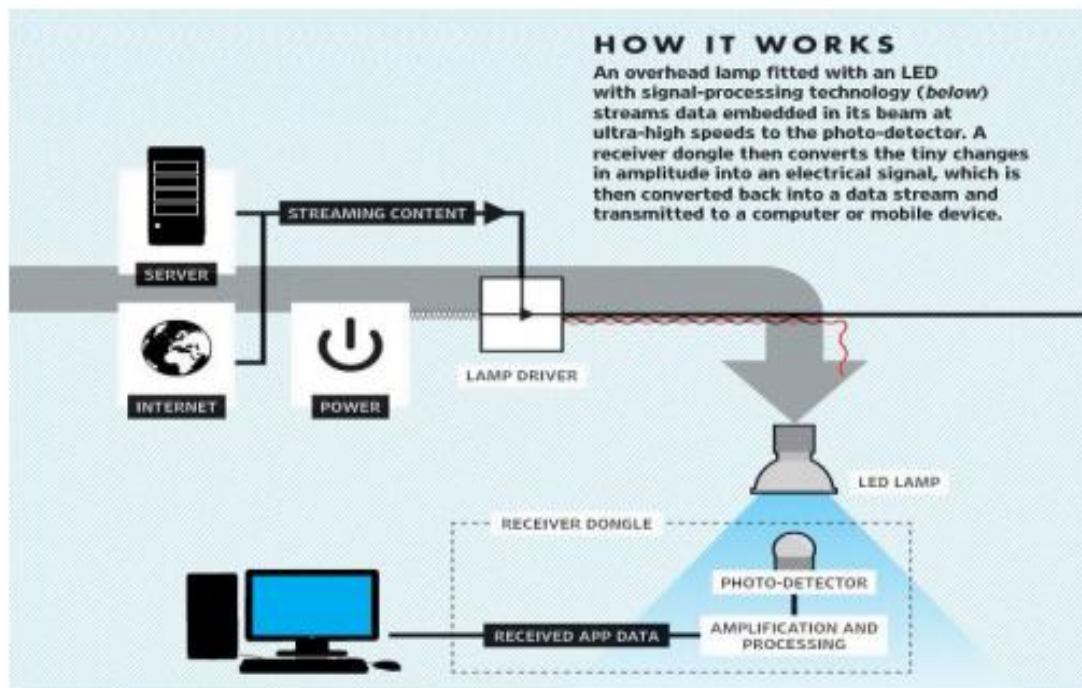 HOW IT WORKS
An overhead lamp fitted with an LED
with signal-processing technology (below)
streams data embedded in its beam at
ultra-high speeds to the photo-detector. A
receiver dongle then converts the tiny changes
in amplitude into an electrical signal, which is
then converted back into a data stream and
transmitted to a computer or mobile device.
STREAMING CONTENT
SERVER
LAMP DRIVER
INTERNET
POWER
LED LAMP
RECEIVER DONGLE
PHOTO-DETECTOR
RECEIVED APP DATA
AMPLIFICATION AND
PROCESSING